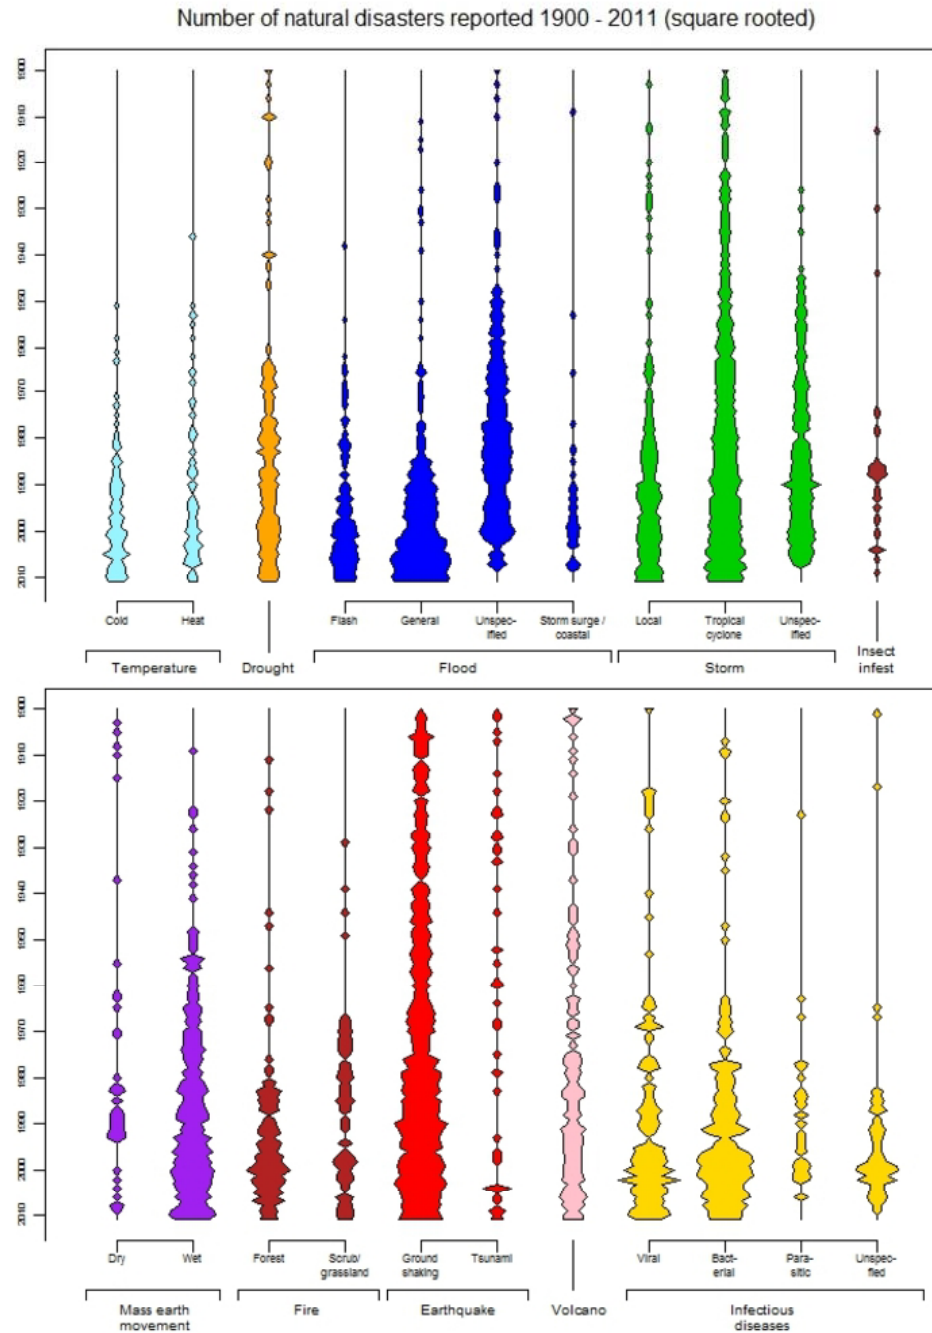 Number of natural disasters reported 1900 - 2011 (square rooted)
1900
1910
1920
1930
1940
1950
1960
1970
1980
1990
2000
2010
Cold
Heat
Flash
General
Unspec-
ified
Storm surge /
coastal
Local
Tropical
cyclone
Unspec-
ified
Temperature
Drought
Flood
Storm
Insect
infest
1900
1910
1920
1930
1940
1950
1960
1970
1980
1990
2000
2010
Dry
Wet
Forest
Scrub/
grassland
Ground
shaking
Tsunami
Viral
Bact-
erial
Para-
sitic
Unspec-
fied
Mass earth
movement
Fire
Earthquake
Volcano
Infectious
diseases